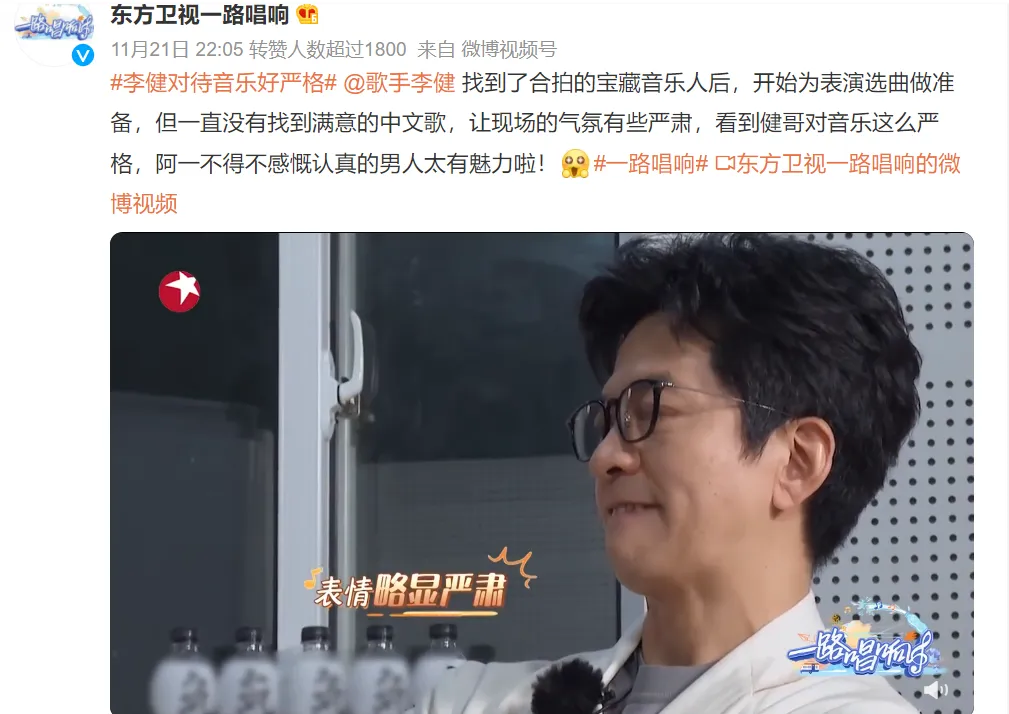 一路唱响
东方卫视一路唱响
11月21日 22:05 转赞人数超过1800 来自 微博视频号
#李健对待音乐好严格# @歌手李健 找到了合拍的宝藏音乐人后，开始为表演选曲做准
备，但一直没有找到满意的中文歌，让现场的气氛有些严肃，看到健哥对音乐这么严
格，阿一不得不感慨认真的男人太有魅力啦！#一路唱响# 东方卫视一路唱响的微
博视频
表情略显严肃
一路唱响